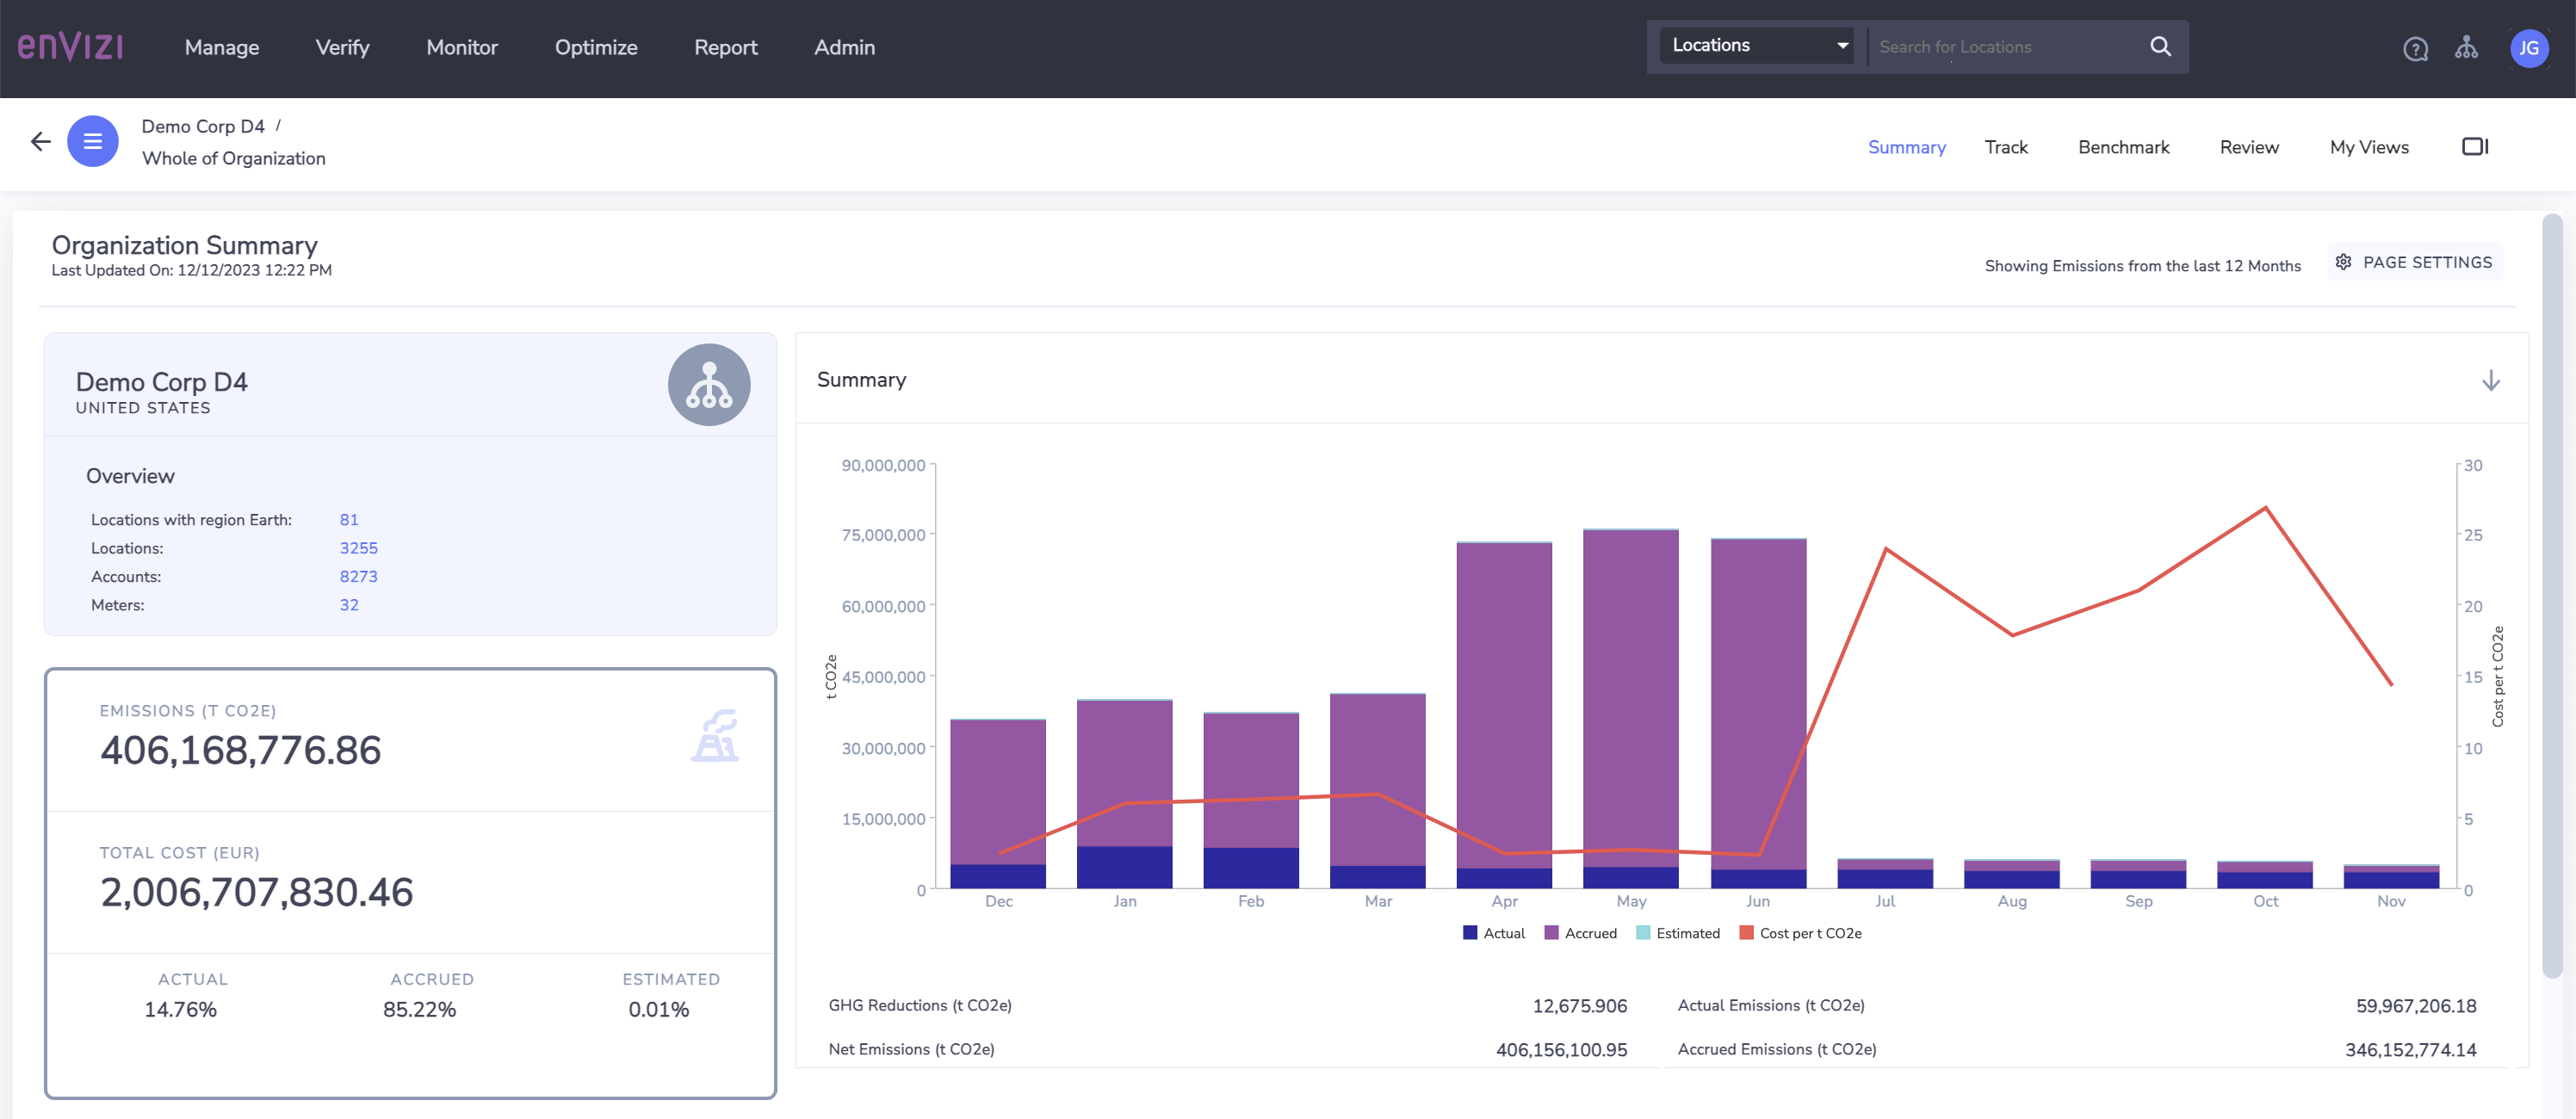 enVIZI
Manage Verify Monitor Optimize Report Admin
Locations
Search for Locations
JG
Demo Corp D4 /
Whole of Organization
Summary Track Benchmark Review My Views
Organization Summary
Last Updated On: 12/12/2023 12:22 PM
Showing Emissions from the last 12 Months
PAGE SETTINGS
Demo Corp D4
UNITED STATES
Overview
Locations with region Earth: 81
Locations: 3255
Accounts: 8273
Meters: 32
EMISSIONS (T CO2E)
406,168,776.86
TOTAL COST (EUR)
2,006,707,830.46
ACTUAL ACCRUED ESTIMATED
14.76% 85.22% 0.01%
Summary
90,000,000 30
75,000,000 25
60,000,000 20
45,000,000 15
30,000,000 10
15,000,000 5
0 0
t CO2e
Cost per t CO2e
Dec Jan Feb Mar Apr May Jun Jul Aug Sep Oct Nov
Actual Accrued Estimated Cost per t CO2e
GHG Reductions (t CO2e) 12,675.906 Actual Emissions (t CO2e) 59,967,206.18
Net Emissions (t CO2e) 406,156,100.95 Accrued Emissions (t CO2e) 346,152,774.14